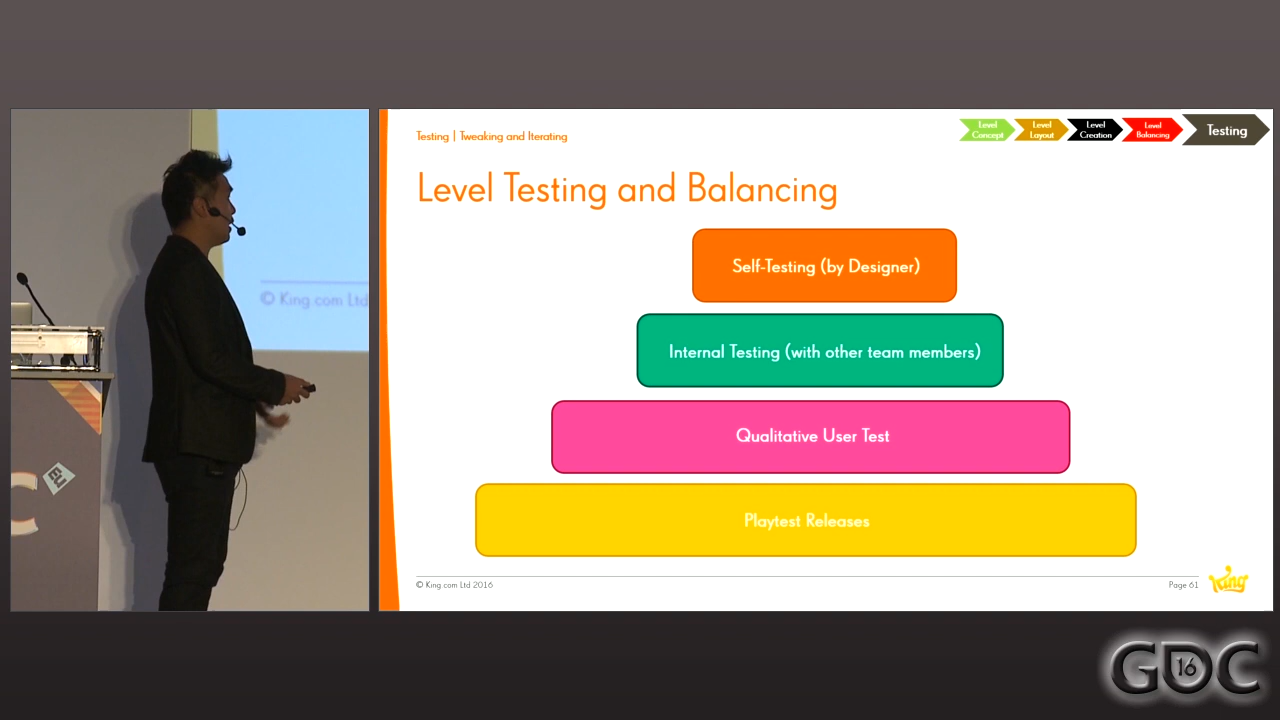 Testing | Tweaking and Iterating
Level
Concept
Level
Layout
Level
Creation
Level
Balancing
Testing
Level Testing and Balancing
Self-Testing (by Designer)
Internal Testing (with other team members)
Qualitative User Test
Playtest Releases
© King.com Ltd 2016
Page 61
King
© King.com Ltd
C
GDC
16